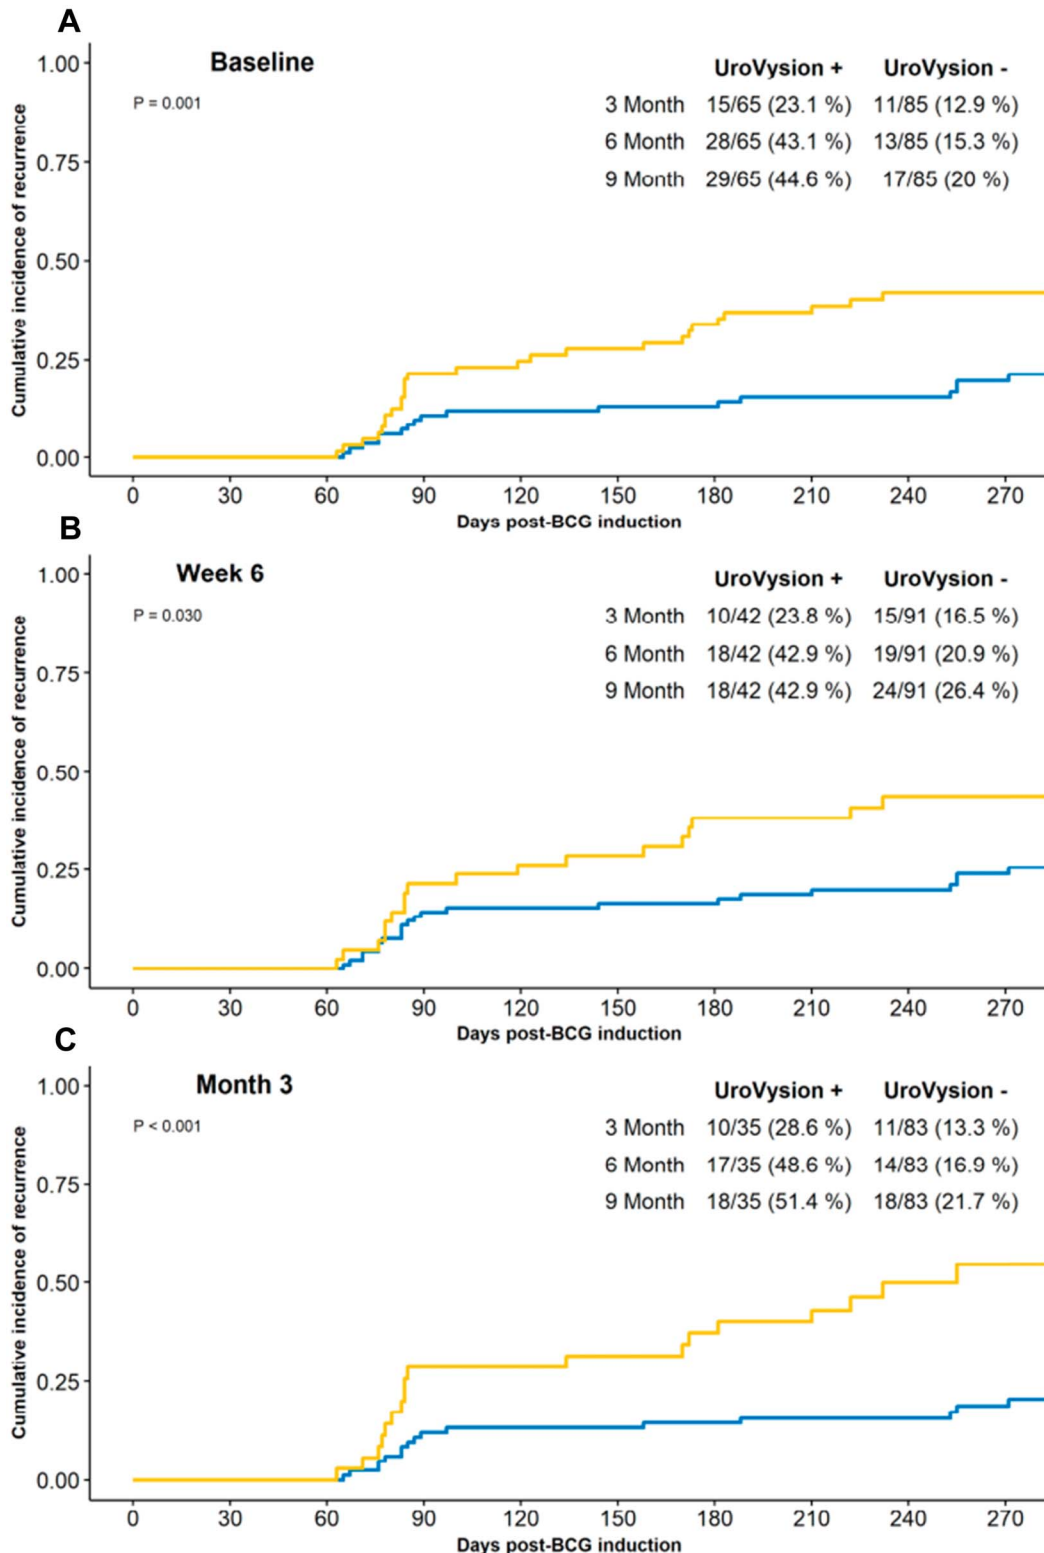 A
Baseline
P = 0.001
UroVysion + UroVysion -
3 Month 15/65 (23.1 %) 11/85 (12.9 %)
6 Month 28/65 (43.1 %) 13/85 (15.3 %)
9 Month 29/65 (44.6 %) 17/85 (20 %)
Cumulative incidence of recurrence
1.00
0.75
0.50
0.25
0.00
0 30 60 90 120 150 180 210 240 270
Days post-BCG induction
B
Week 6
P = 0.030
UroVysion + UroVysion -
3 Month 10/42 (23.8 %) 15/91 (16.5 %)
6 Month 18/42 (42.9 %) 19/91 (20.9 %)
9 Month 18/42 (42.9 %) 24/91 (26.4 %)
Cumulative incidence of recurrence
1.00
0.75
0.50
0.25
0.00
0 30 60 90 120 150 180 210 240 270
Days post-BCG induction
C
Month 3
P < 0.001
UroVysion + UroVysion -
3 Month 10/35 (28.6 %) 11/83 (13.3 %)
6 Month 17/35 (48.6 %) 14/83 (16.9 %)
9 Month 18/35 (51.4 %) 18/83 (21.7 %)
Cumulative incidence of recurrence
1.00
0.75
0.50
0.25
0.00
0 30 60 90 120 150 180 210 240 270
Days post-BCG induction